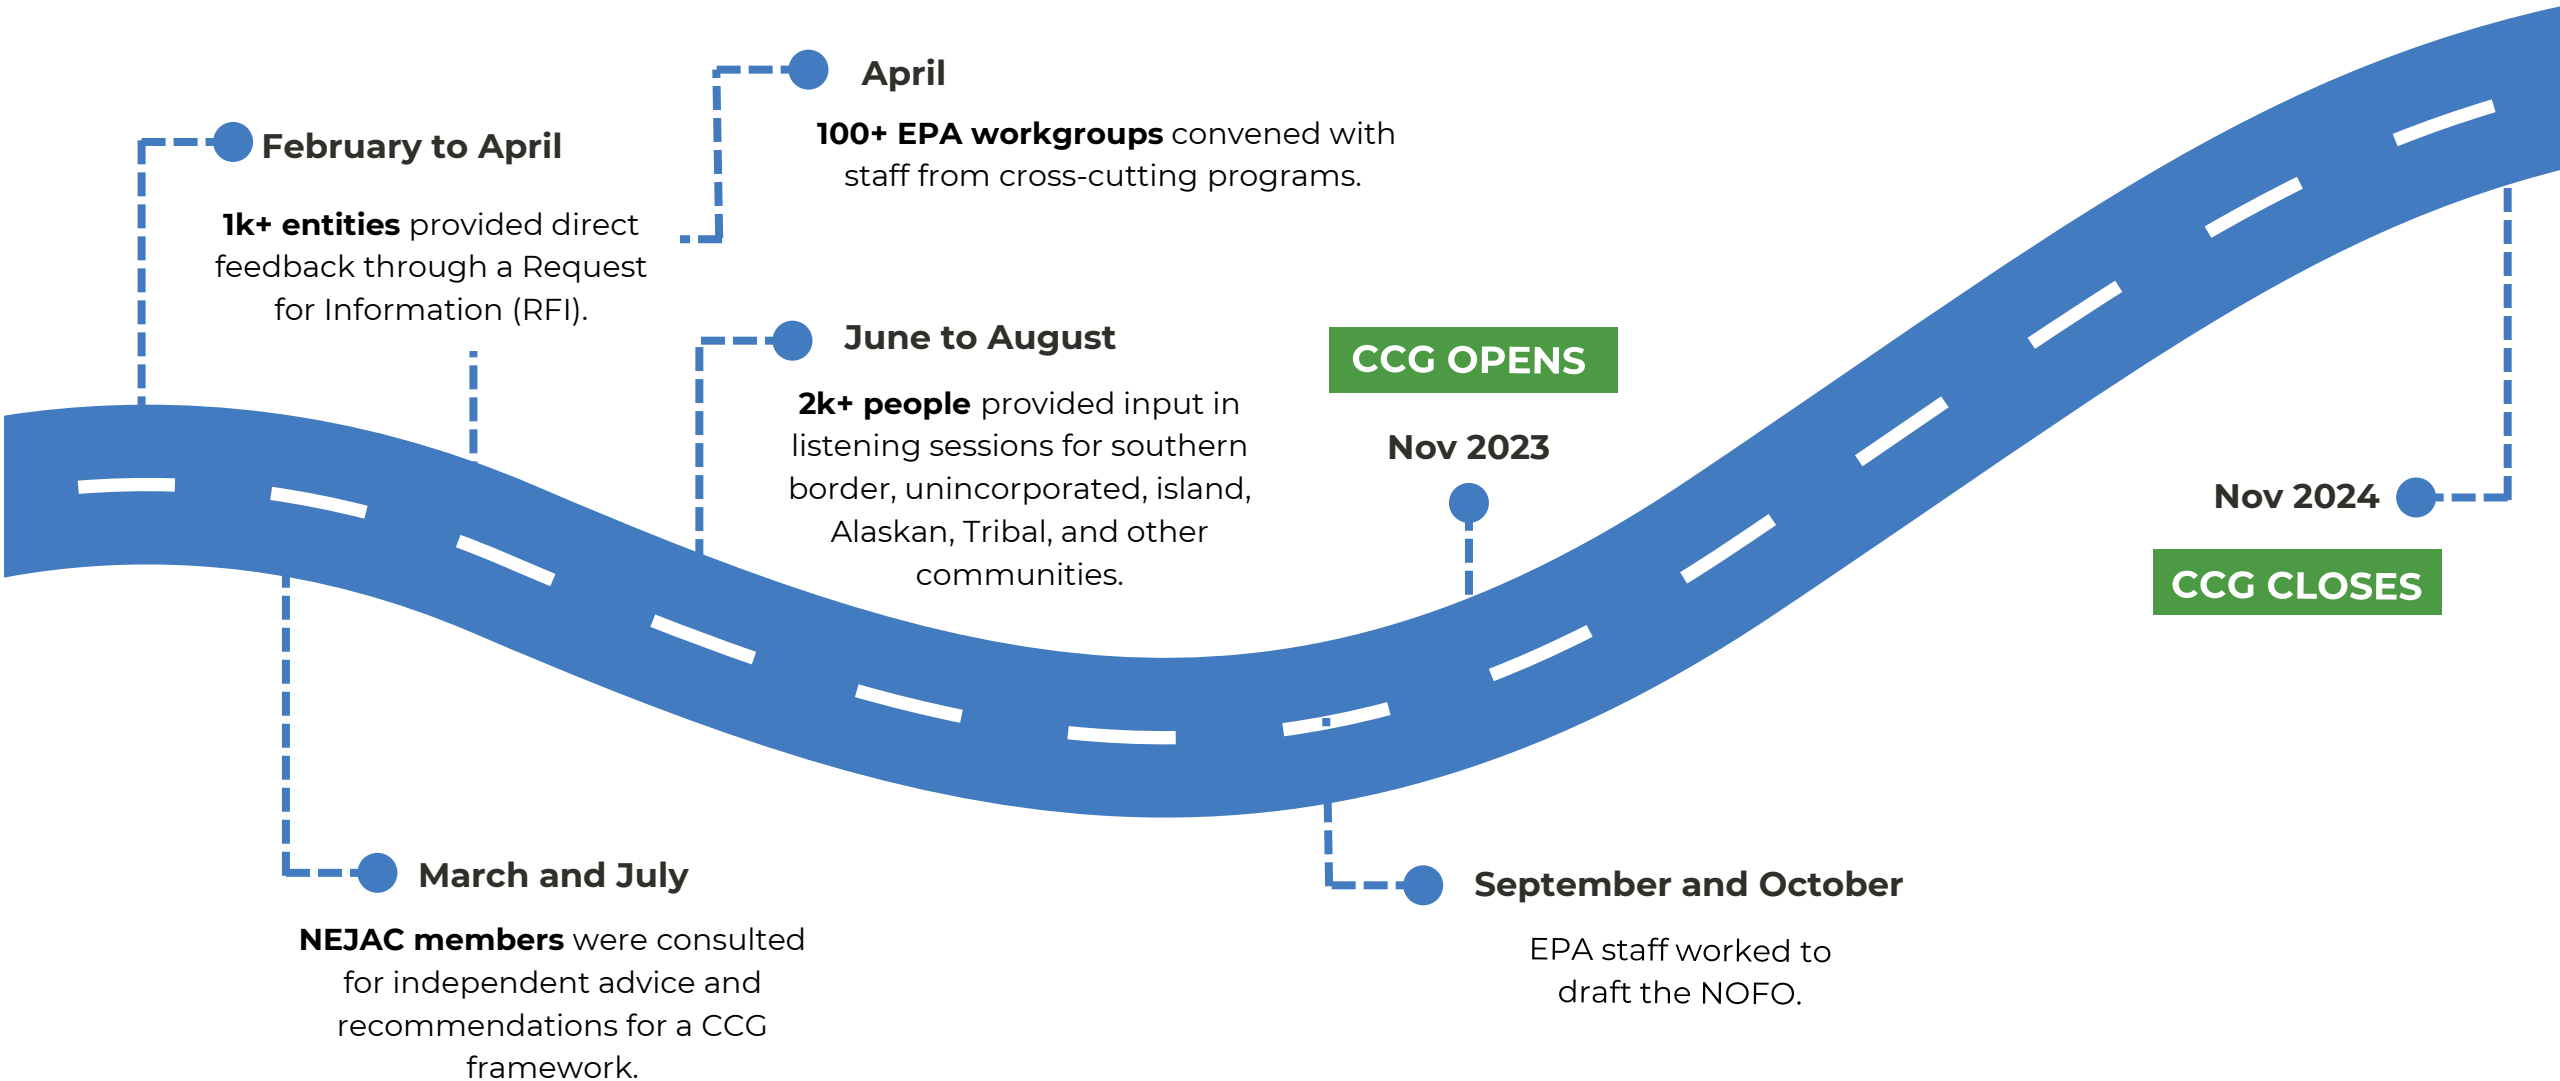 February to April
1k+ entities provided direct
feedback through a Request
for Information (RFI).
March and July
NEJAC members were consulted
for independent advice and
recommendations for a CCG
framework.
April
100+ EPA workgroups convened with
staff from cross-cutting programs.
June to August
2k+ people provided input in
listening sessions for southern
border, unincorporated, island,
Alaskan, Tribal, and other
communities.
September and October
EPA staff worked to
draft the NOFO.
CCG OPENS
Nov 2023
Nov 2024
CCG CLOSES